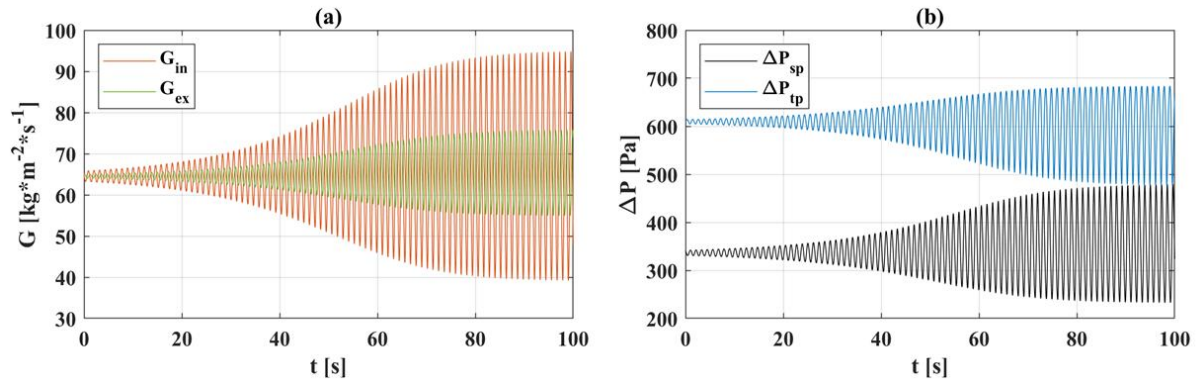 (a)
G [kg*m⁻²*s⁻¹]
100
90
80
70
60
50
40
30
G_in
G_ex
0 20 40 60 80 100
t [s]
(b)
ΔP [Pa]
800
700
600
500
400
300
200
ΔP_sp
ΔP_tp
0 20 40 60 80 100
t [s]